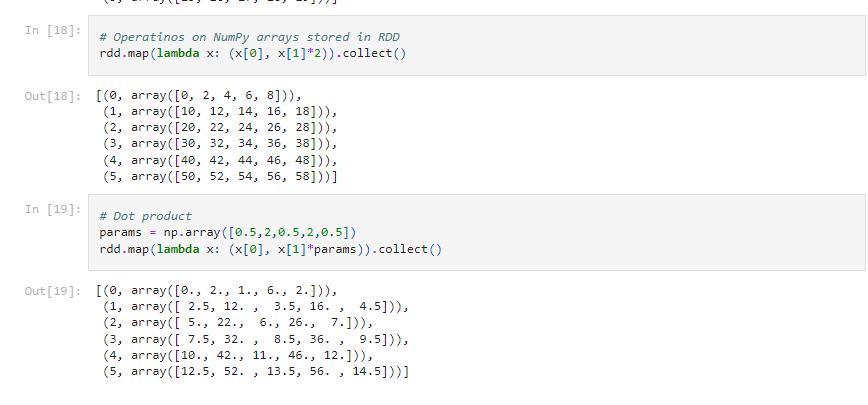 In [18]:
# Operatinos on NumPy arrays stored in RDD
rdd.map(lambda x: (x[0], x[1]*2)).collect()
Out[18]:
[(0, array([0, 2, 4, 6, 8])),
(1, array([10, 12, 14, 16, 18])),
(2, array([20, 22, 24, 26, 28])),
(3, array([30, 32, 34, 36, 38])),
(4, array([40, 42, 44, 46, 48])),
(5, array([50, 52, 54, 56, 58]))]
In [19]:
# Dot product
params = np.array([0.5,2,0.5,2,0.5])
rdd.map(lambda x: (x[0], x[1]*params)).collect()
Out[19]:
[(0, array([0., 2., 1., 6., 2.])),
(1, array([ 2.5, 12. ,  3.5, 16. ,  4.5])),
(2, array([ 5., 22.,  6., 26.,  7.])),
(3, array([ 7.5, 32. ,  8.5, 36. ,  9.5])),
(4, array([10., 42., 11., 46., 12.])),
(5, array([12.5, 52. , 13.5, 56. , 14.5]))]